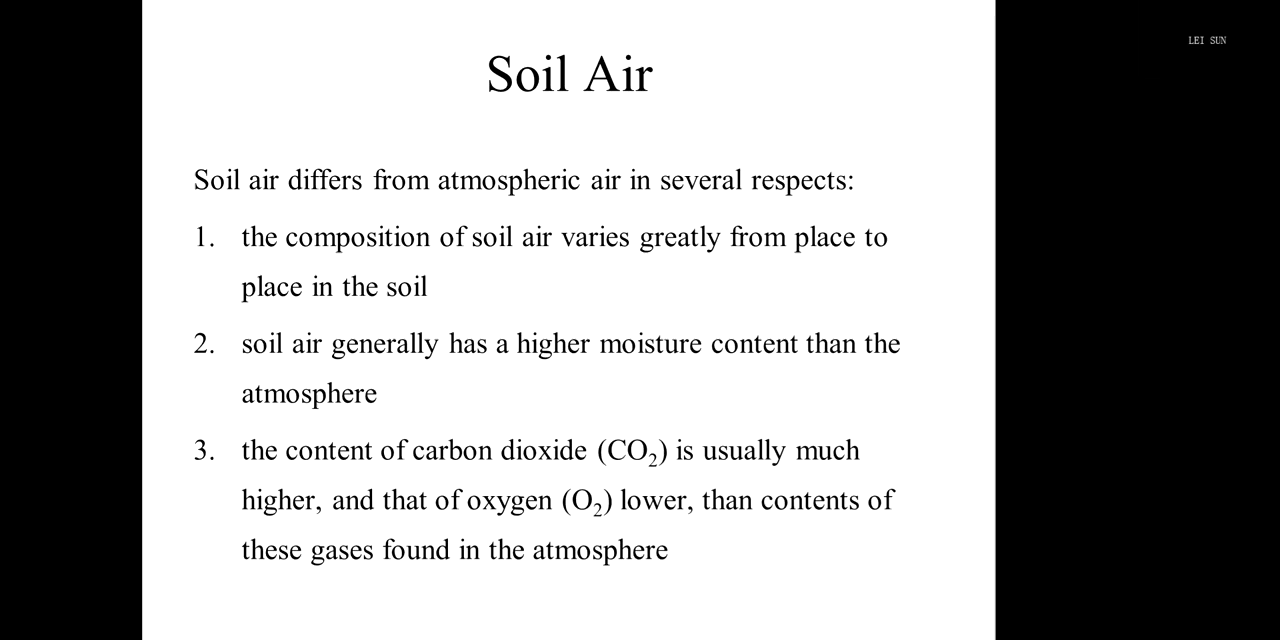 Soil Air
LEI SUN
Soil air differs from atmospheric air in several respects:
1. the composition of soil air varies greatly from place to
place in the soil
2. soil air generally has a higher moisture content than the
atmosphere
3. the content of carbon dioxide (CO₂) is usually much
higher, and that of oxygen (O₂) lower, than contents of
these gases found in the atmosphere